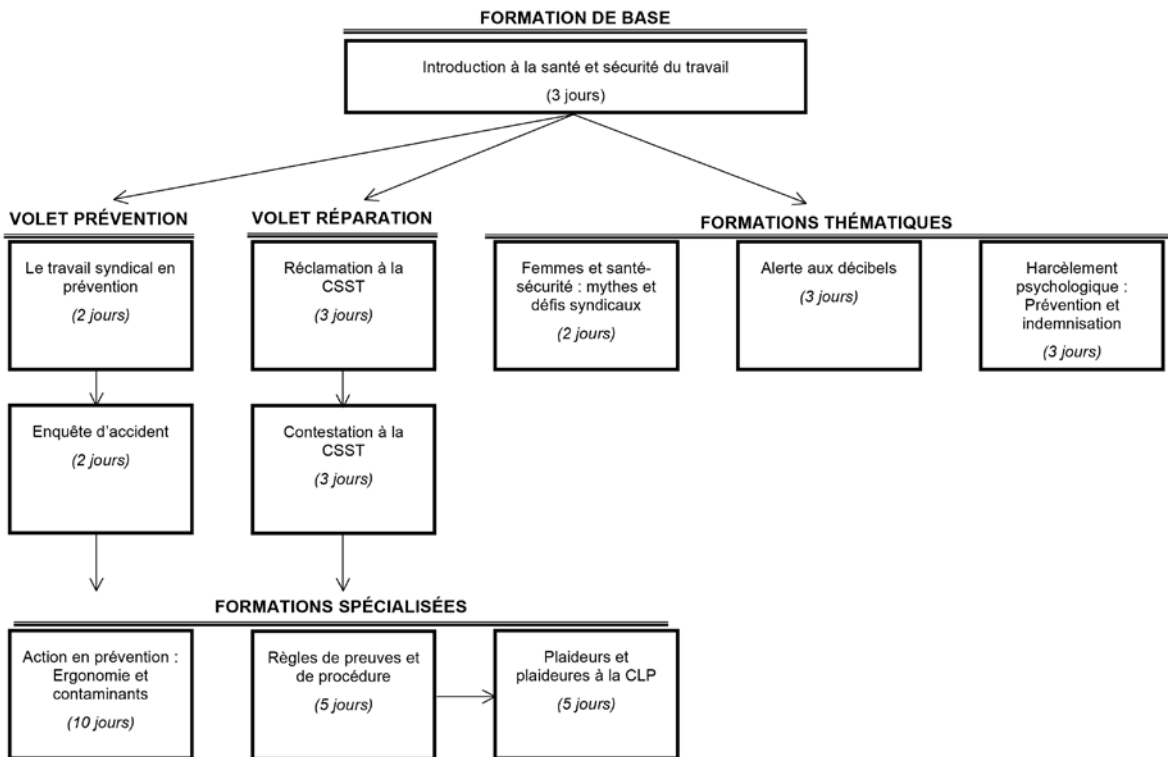 FORMATION DE BASE
Introduction à la santé et sécurité du travail
(3 jours)
VOLET PRÉVENTION
Le travail syndical en
prévention
(2 jours)
Enquête d'accident
(2 jours)
VOLET RÉPARATION
Réclamation à la
CSST
(3 jours)
Contestation à la
CSST
(3 jours)
FORMATIONS THÉMATIQUES
Femmes et santé-
sécurité : mythes et
défis syndicaux
(2 jours)
Alerte aux décibels
(3 jours)
Harcèlement
psychologique :
Prévention et
indemnisation
(3 jours)
FORMATIONS SPÉCIALISÉES
Action en prévention :
Ergonomie et
contaminants
(10 jours)
Règles de preuves et
de procédure
(5 jours)
Plaideurs et
plaideures à la CLP
(5 jours)